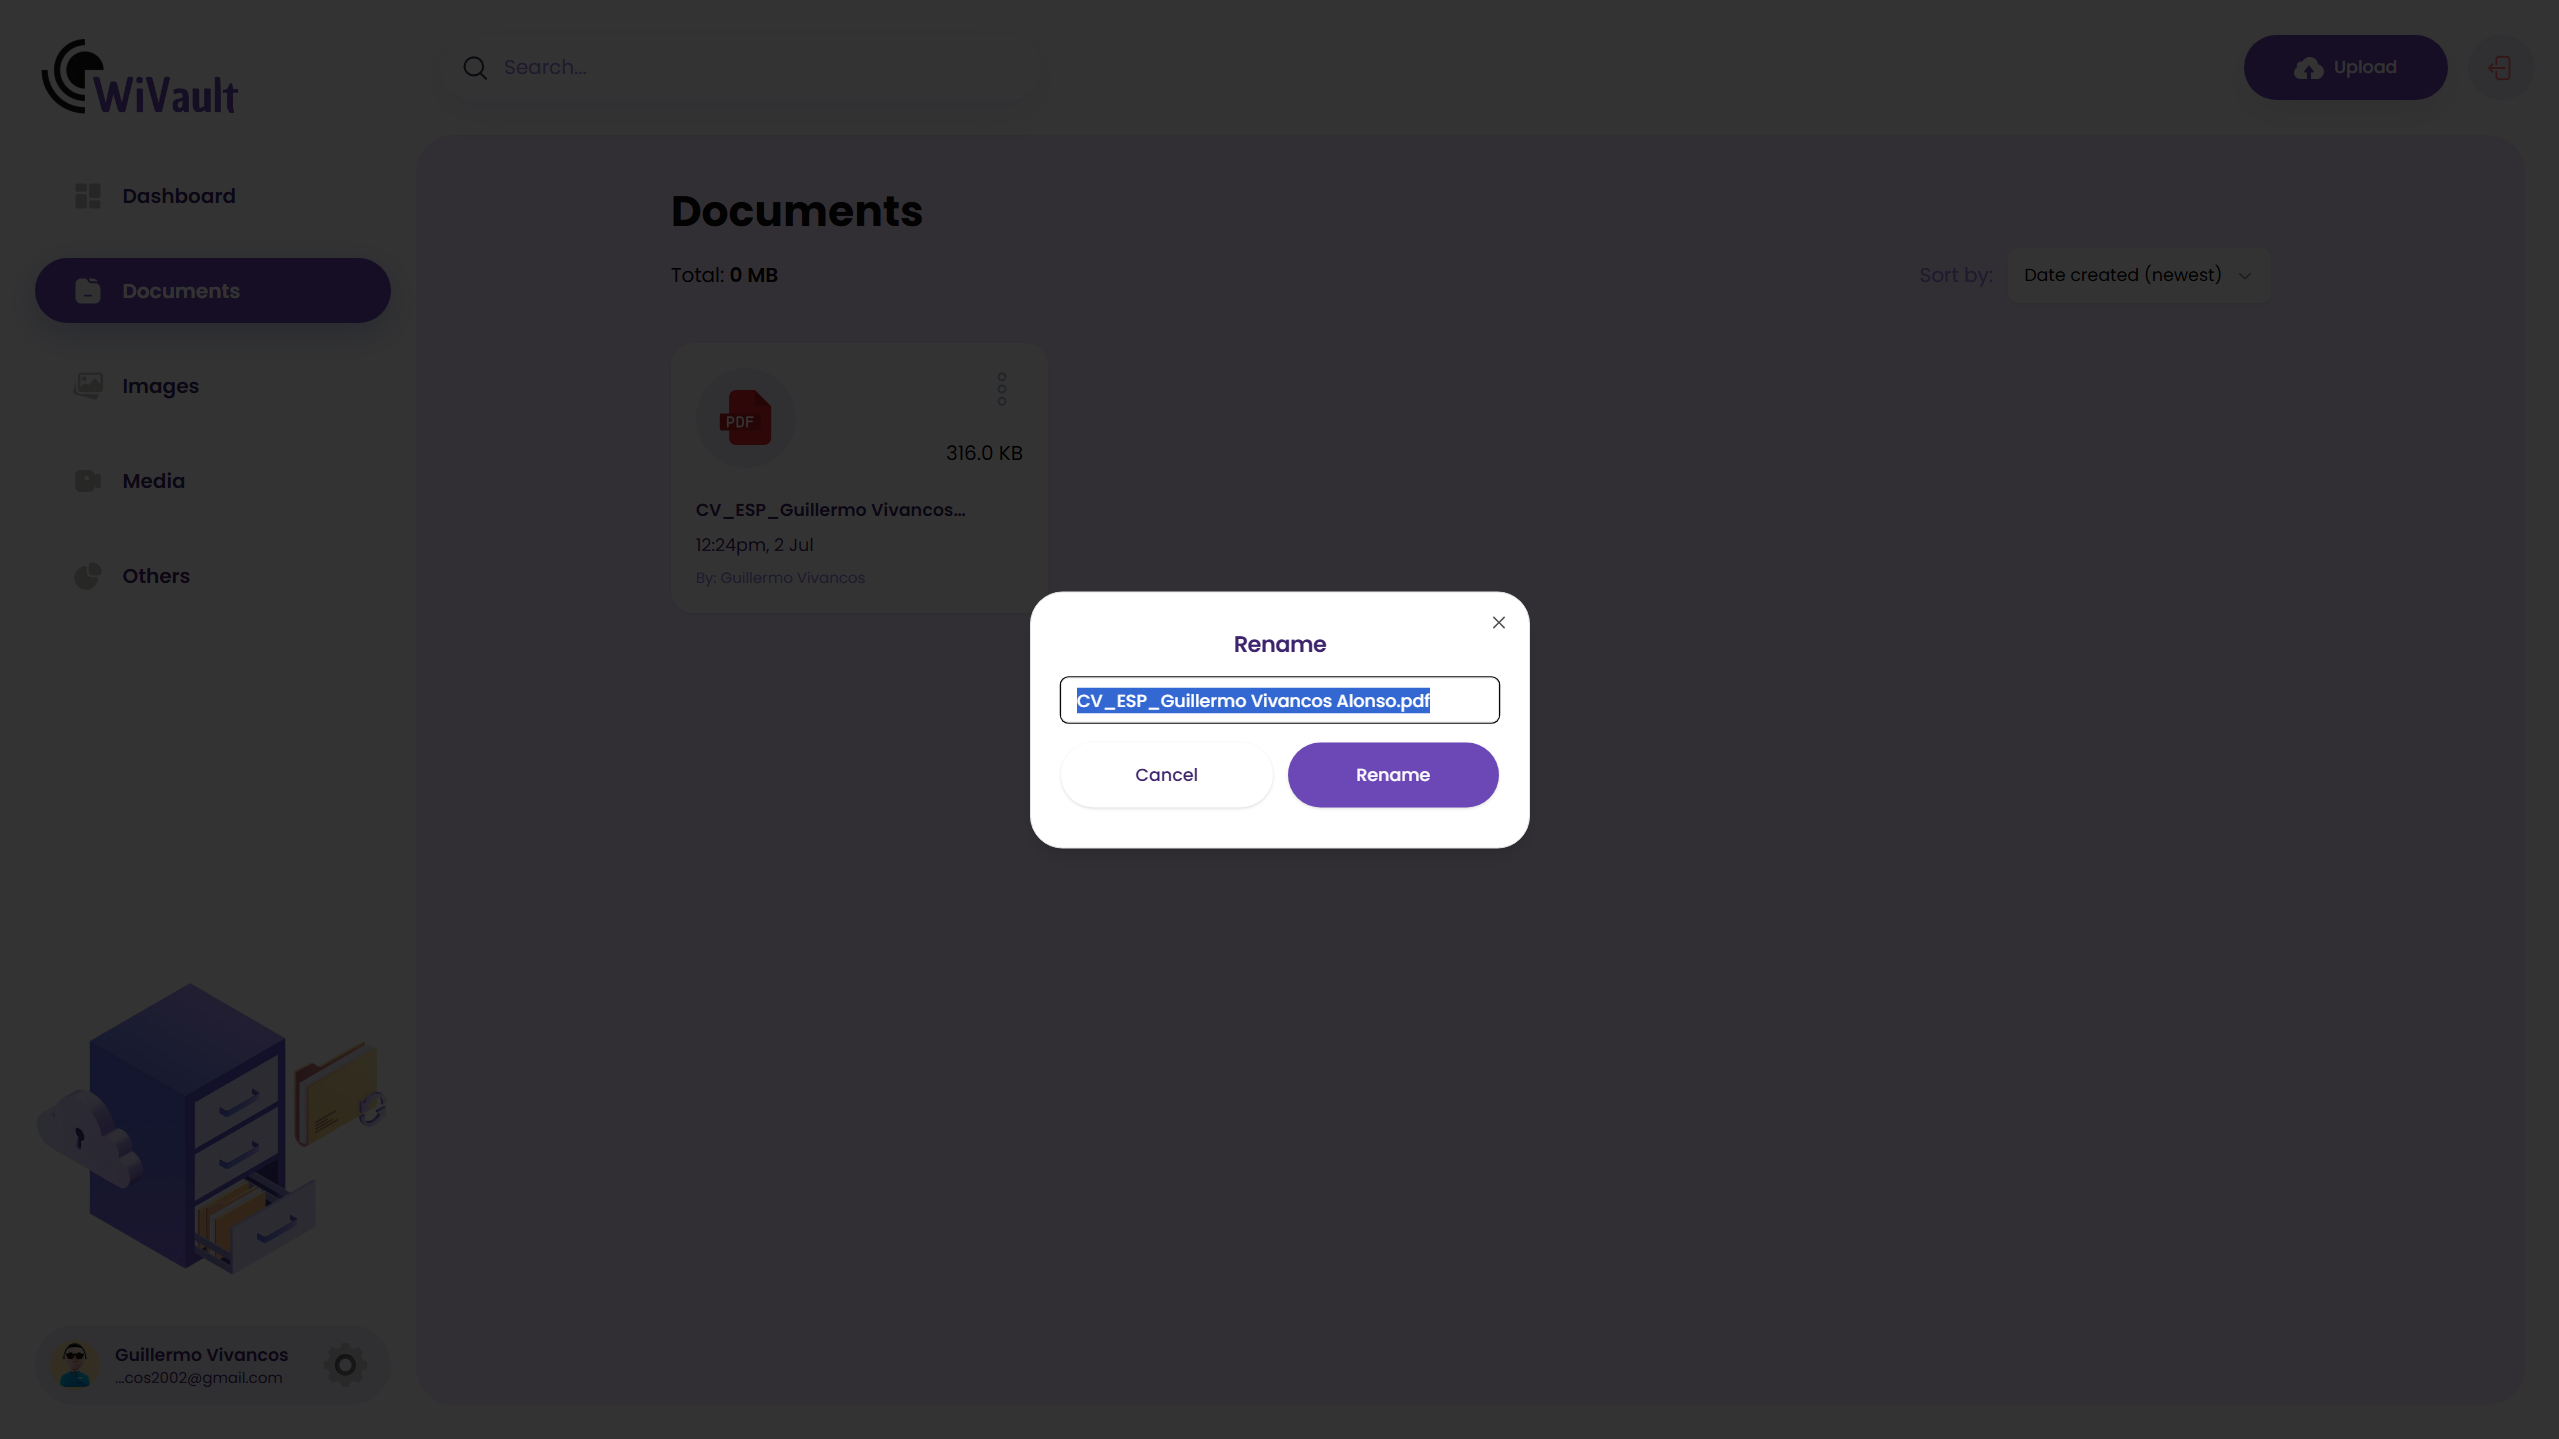 WiVault
Search...
Upload
Dashboard
Documents
Images
Media
Others
Documents
Total: 0 MB
Sort by: Date created (newest)
PDF
316.0 KB
CV_ESP_Guillermo Vivancos...
12:24pm, 2 Jul
By: Guillermo Vivancos
Rename
CV_ESP_Guillermo Vivancos Alonso.pdf
Cancel
Rename
Guillermo Vivancos
...cos2002@gmail.com